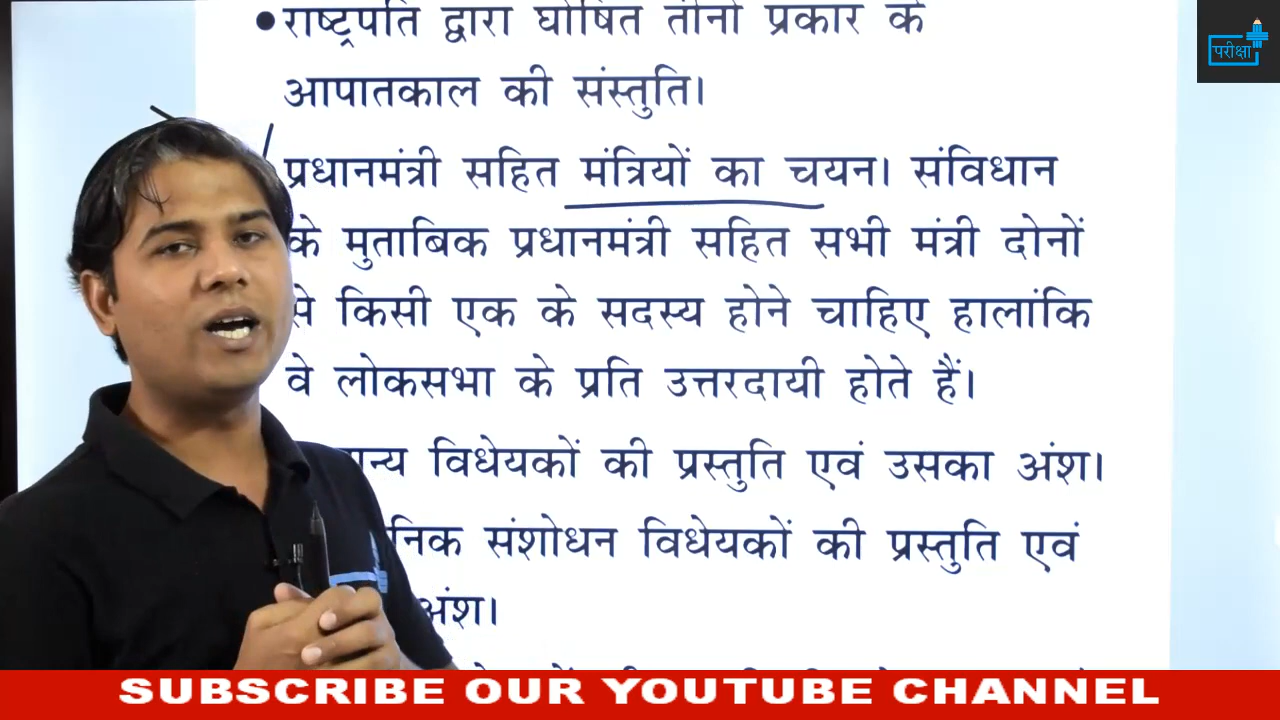 राष्ट्रपति द्वारा घोषित तीनों प्रकार के
परीक्षा
आपातकाल की संस्तुति।
प्रधानमंत्री सहित मंत्रियों का चयन। संविधान
के मुताबिक प्रधानमंत्री सहित सभी मंत्री दोनों
से किसी एक के सदस्य होने चाहिए हालांकि
वे लोकसभा के प्रति उत्तरदायी होते हैं।
विधेयकों की प्रस्तुति एवं उसका अंश।
संशोधन विधेयकों की प्रस्तुति एवं
अंश।
SUBSCRIBE OUR YOUTUBE CHANNEL